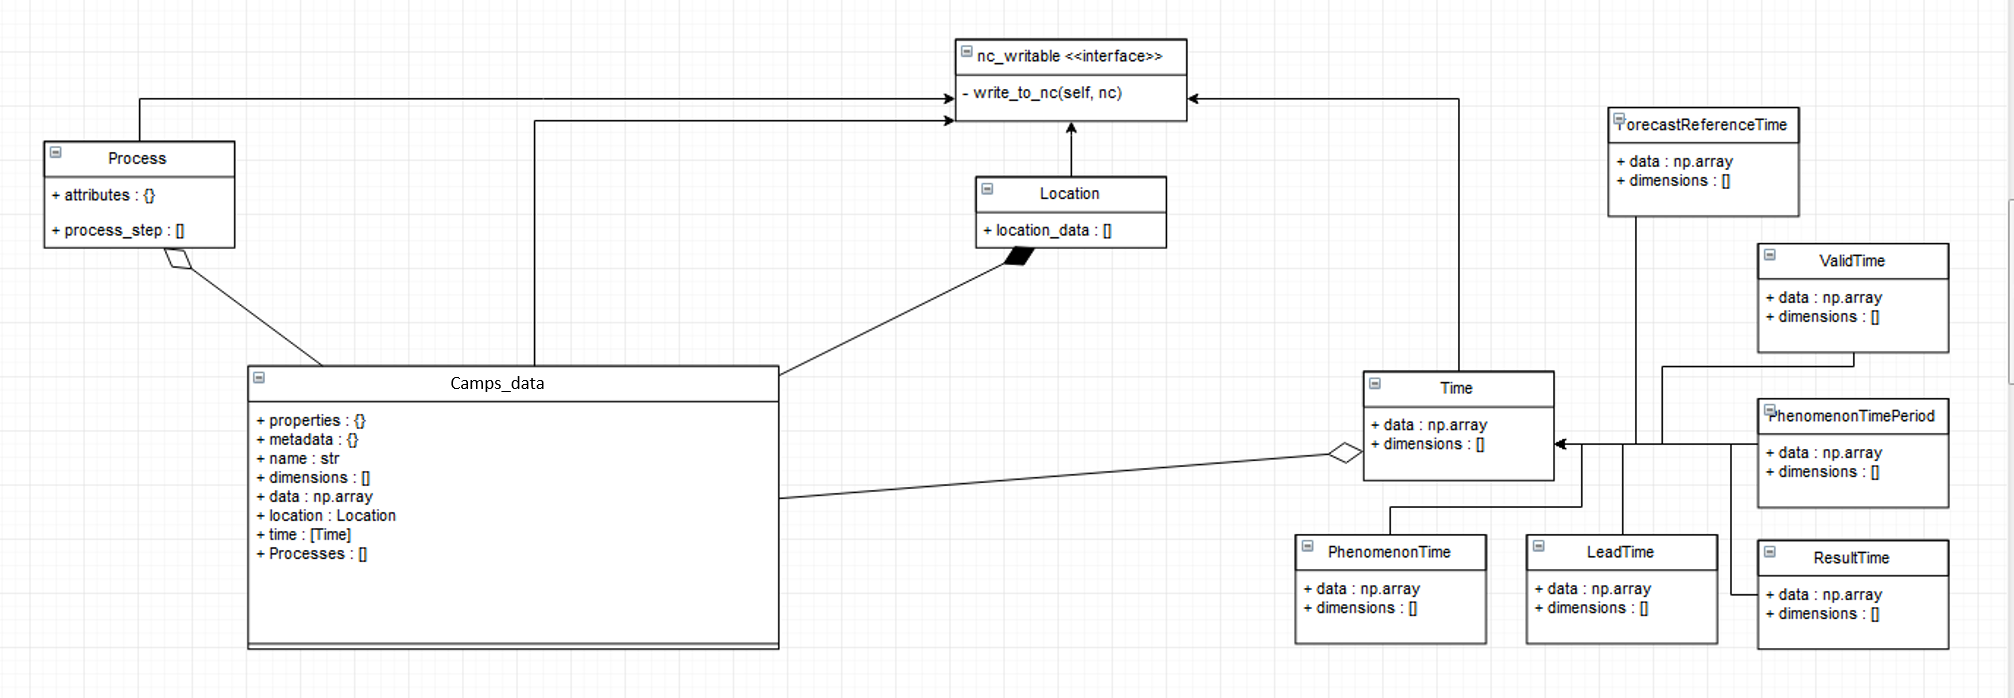 nc_writable <<interface>>
- write_to_nc(self, nc)
Process
+ attributes : {}
+ process_step : []
Location
+ location_data : []
ForecastReferenceTime
+ data : np.array
+ dimensions : []
ValidTime
+ data : np.array
+ dimensions : []
Camps_data
+ properties : {}
+ metadata : {}
+ name : str
+ dimensions : []
+ data : np.array
+ location : Location
+ time : [Time]
+ Processes : []
Time
+ data : np.array
+ dimensions : []
PhenomenonTimePeriod
+ data : np.array
+ dimensions : []
PhenomenonTime
+ data : np.array
+ dimensions : []
LeadTime
+ data : np.array
+ dimensions : []
ResultTime
+ data : np.array
+ dimensions : []